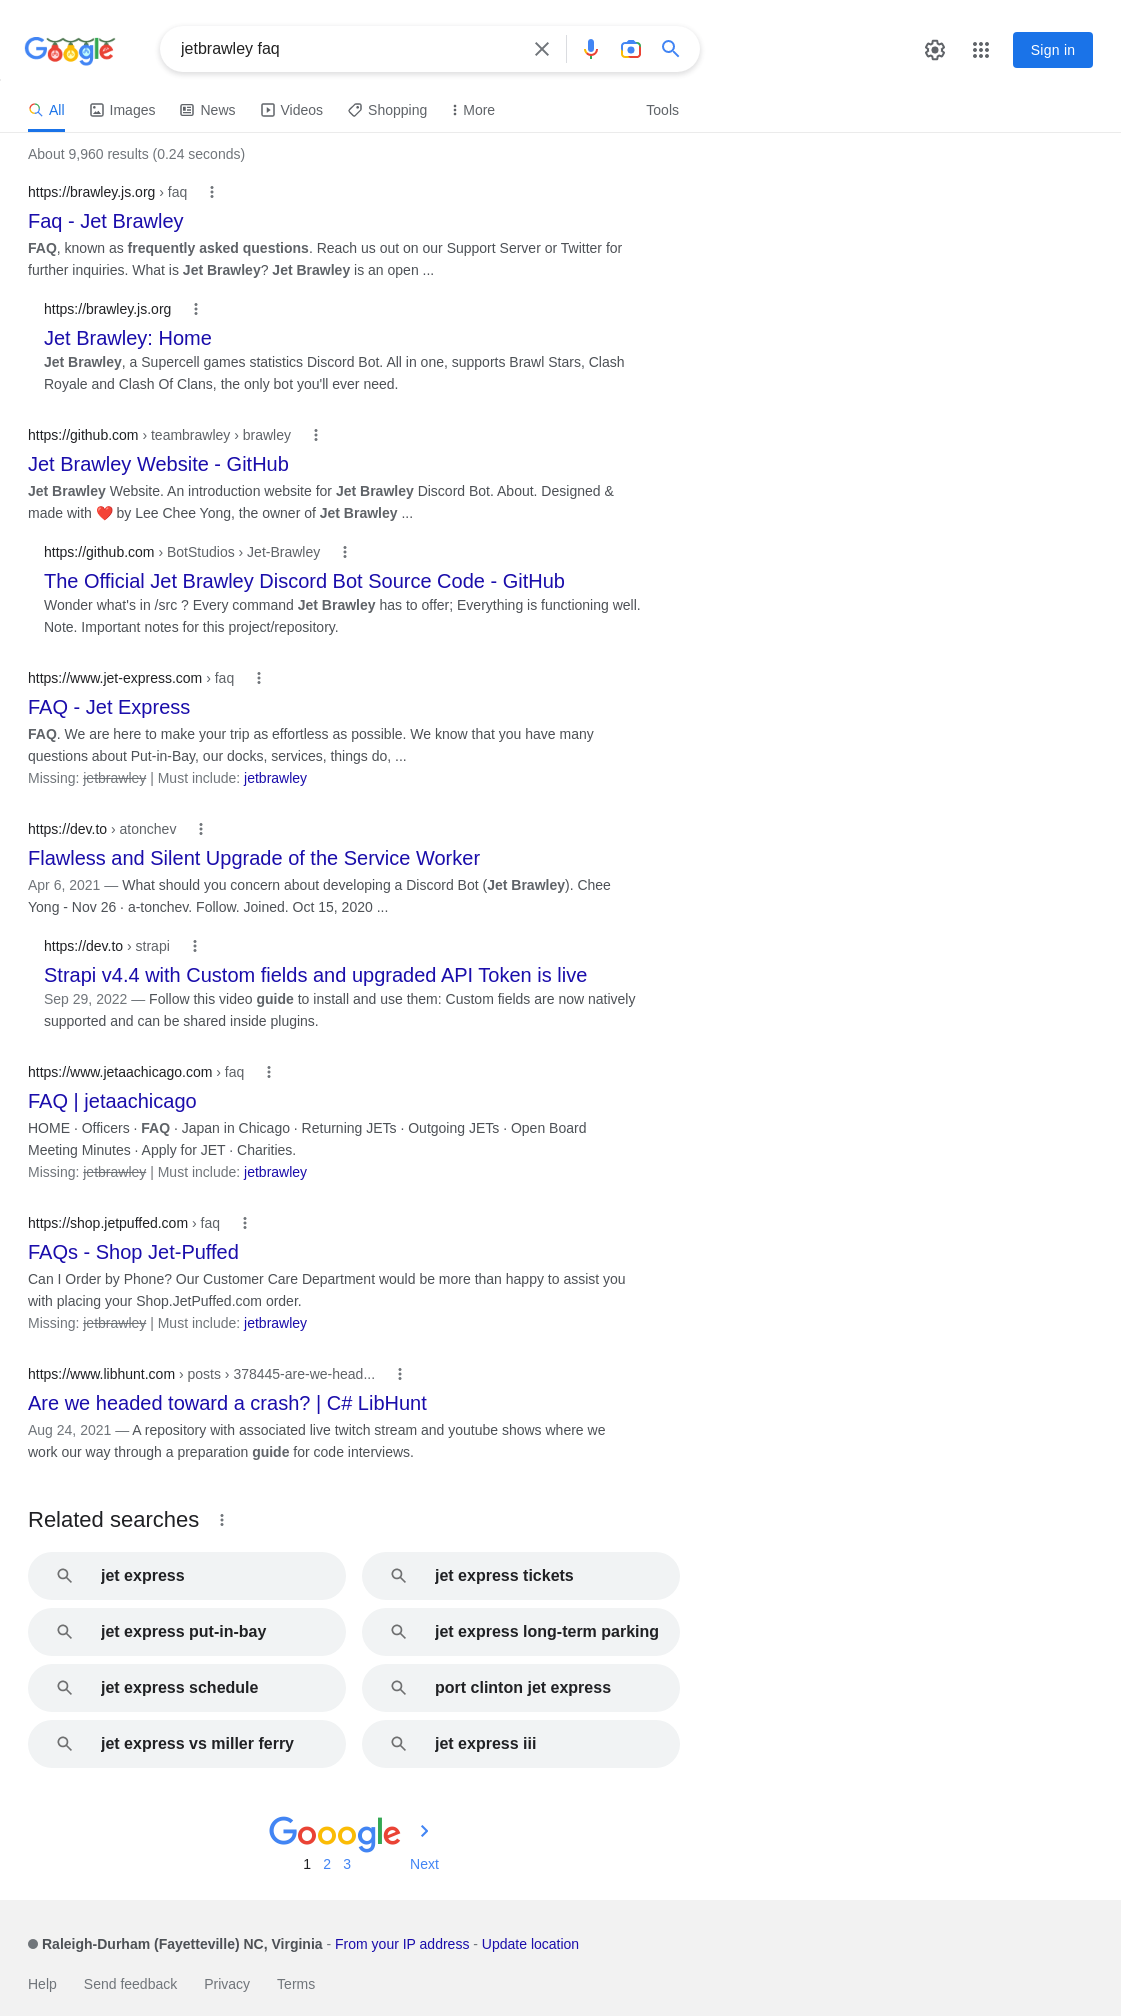 Google
jetbrawley faq
Sign in
All Images News Videos Shopping More Tools
About 9,960 results (0.24 seconds)
https://brawley.js.org › faq
Faq - Jet Brawley
FAQ, known as frequently asked questions. Reach us out on our Support Server or Twitter for
further inquiries. What is Jet Brawley? Jet Brawley is an open ...
https://brawley.js.org
Jet Brawley: Home
Jet Brawley, a Supercell games statistics Discord Bot. All in one, supports Brawl Stars, Clash
Royale and Clash Of Clans, the only bot you'll ever need.
https://github.com › teambrawley › brawley
Jet Brawley Website - GitHub
Jet Brawley Website. An introduction website for Jet Brawley Discord Bot. About. Designed &
made with ❤️ by Lee Chee Yong, the owner of Jet Brawley ...
https://github.com › BotStudios › Jet-Brawley
The Official Jet Brawley Discord Bot Source Code - GitHub
Wonder what's in /src ? Every command Jet Brawley has to offer; Everything is functioning well.
Note. Important notes for this project/repository.
https://www.jet-express.com › faq
FAQ - Jet Express
FAQ. We are here to make your trip as effortless as possible. We know that you have many
questions about Put-in-Bay, our docks, services, things do, ...
Missing: jetbrawley | Must include: jetbrawley
https://dev.to › atonchev
Flawless and Silent Upgrade of the Service Worker
Apr 6, 2021 — What should you concern about developing a Discord Bot (Jet Brawley). Chee
Yong - Nov 26 · a-tonchev. Follow. Joined. Oct 15, 2020 ...
https://dev.to › strapi
Strapi v4.4 with Custom fields and upgraded API Token is live
Sep 29, 2022 — Follow this video guide to install and use them: Custom fields are now natively
supported and can be shared inside plugins.
https://www.jetaachicago.com › faq
FAQ | jetaachicago
HOME · Officers · FAQ · Japan in Chicago · Returning JETs · Outgoing JETs · Open Board
Meeting Minutes · Apply for JET · Charities.
Missing: jetbrawley | Must include: jetbrawley
https://shop.jetpuffed.com › faq
FAQs - Shop Jet-Puffed
Can I Order by Phone? Our Customer Care Department would be more than happy to assist you
with placing your Shop.JetPuffed.com order.
Missing: jetbrawley | Must include: jetbrawley
https://www.libhunt.com › posts › 378445-are-we-head...
Are we headed toward a crash? | C# LibHunt
Aug 24, 2021 — A repository with associated live twitch stream and youtube shows where we
work our way through a preparation guide for code interviews.
Related searches
jet express
jet express tickets
jet express put-in-bay
jet express long-term parking
jet express schedule
port clinton jet express
jet express vs miller ferry
jet express iii
Gooogle
1 2 3 Next
Raleigh-Durham (Fayetteville) NC, Virginia - From your IP address - Update location
Help Send feedback Privacy Terms